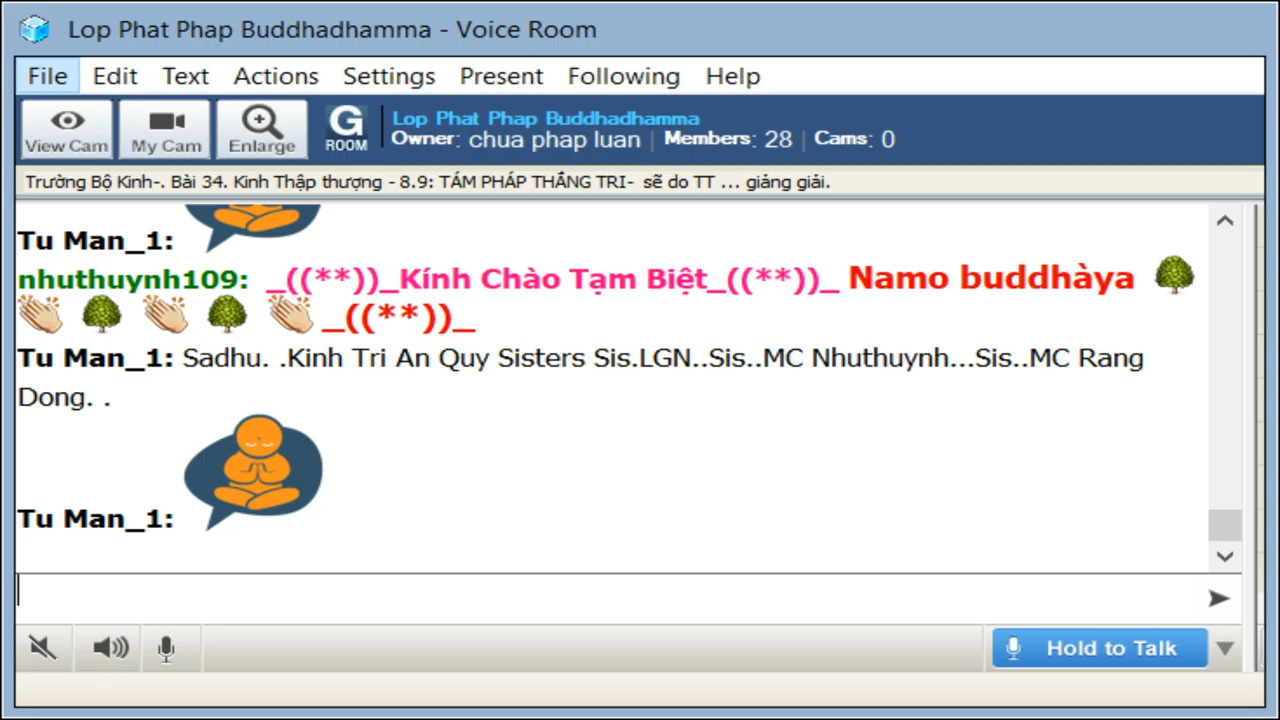 Lop Phat Phap Buddhadhamma - Voice Room
File Edit Text Actions Settings Present Following Help
View Cam My Cam Enlarge G ROOM
Lop Phat Phap Buddhadhamma
Owner: chua phap luan | Members: 28 | Cams: 0
Trường Bộ Kinh-. Bài 34. Kinh Thập thượng - 8.9: TÁM PHÁP THẮNG TRI- sẽ do TT ... giảng giải.
Tu Man_1:
nhuthuynh109: _((**))_Kính Chào Tạm Biệt_((**))_ Namo buddhàya
_((**))_
Tu Man_1: Sadhu. .Kinh Tri An Quy Sisters Sis.LGN..Sis..MC Nhuthuynh...Sis..MC Rang
Dong. .
Tu Man_1:
Hold to Talk